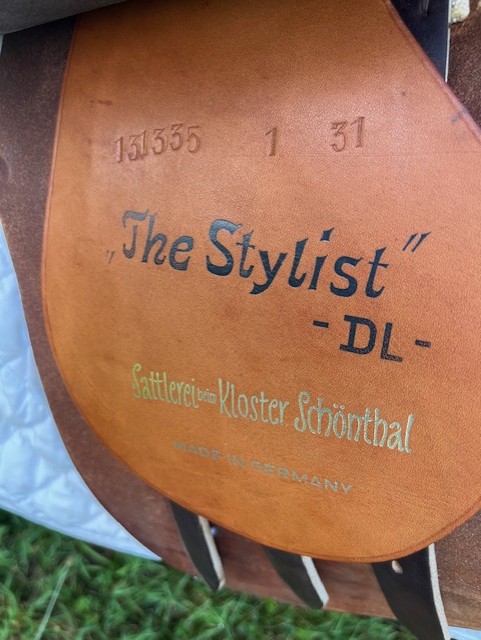 131335 1 31
„The Stylist”
-DL-
Sattlerei beim Kloster Schönthal
MADE IN GERMANY